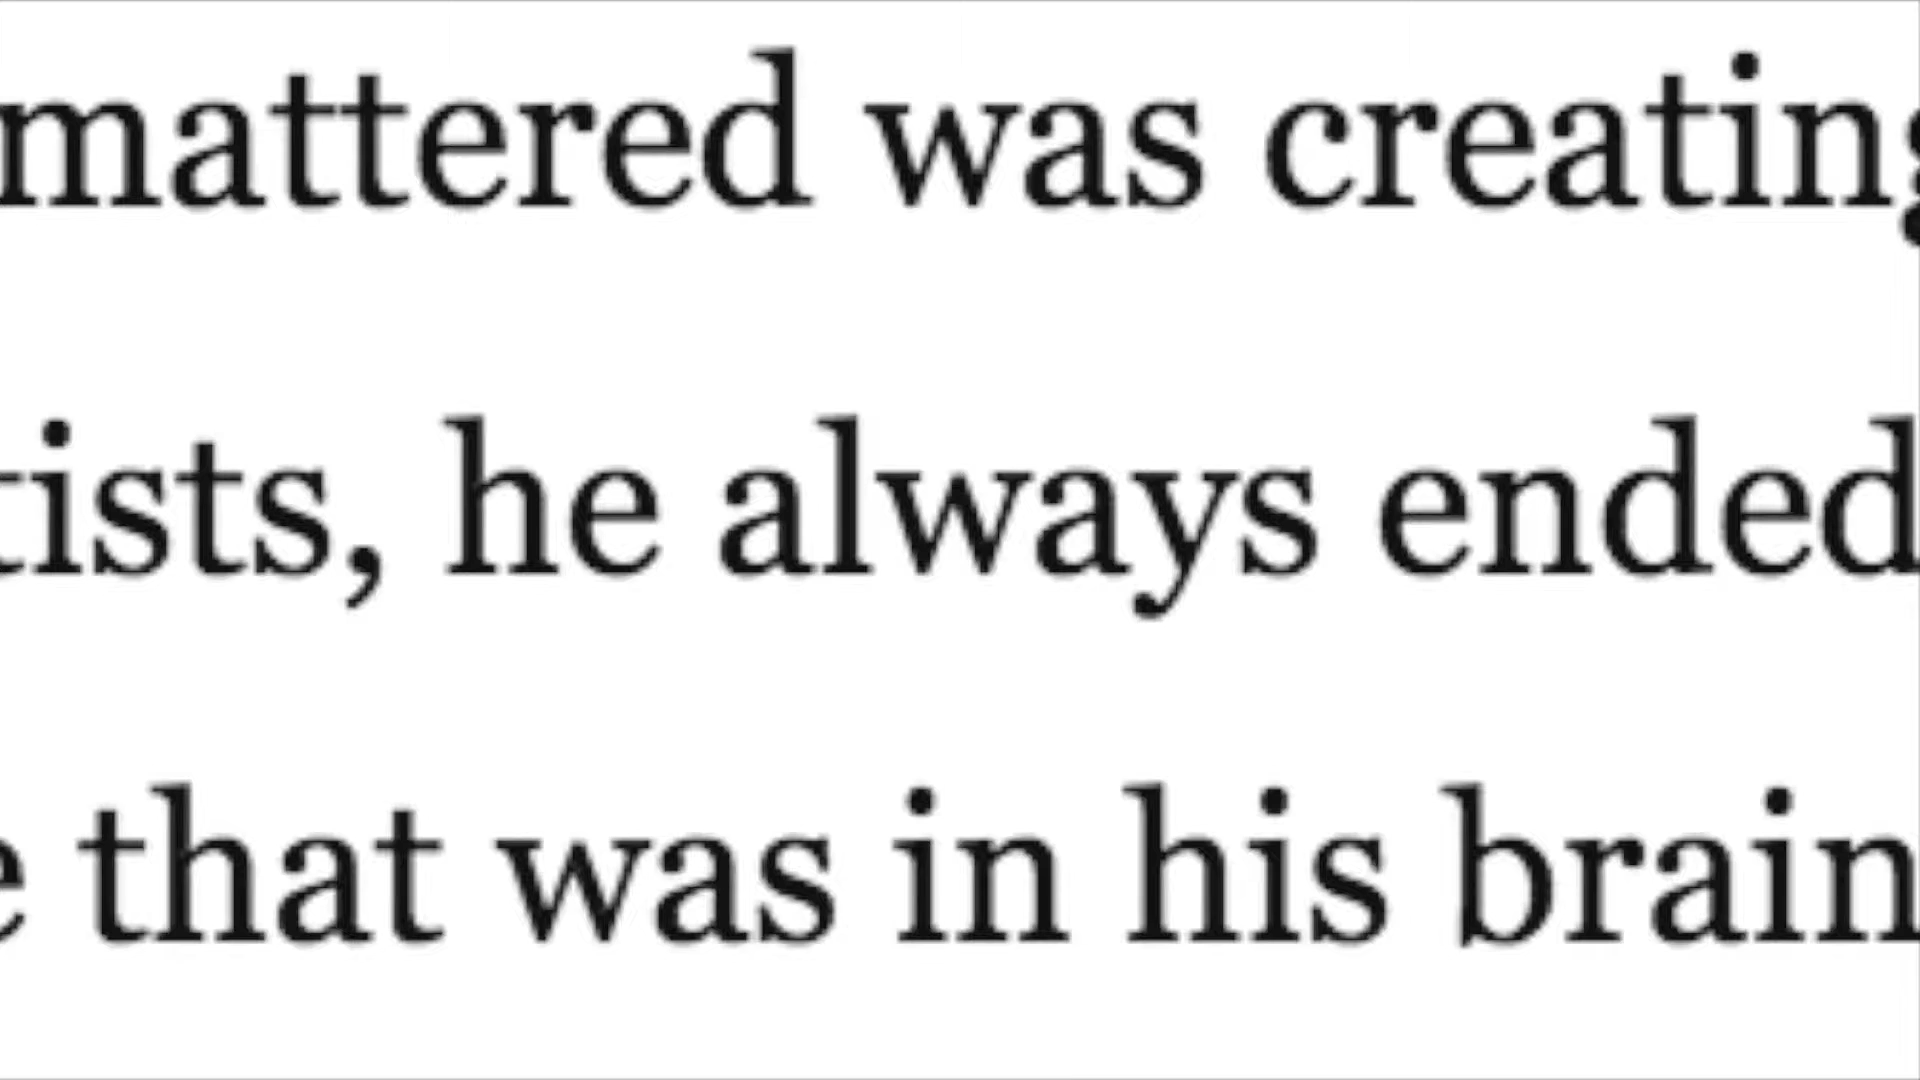 mattered was creating
tists, he always ended
e that was in his brain